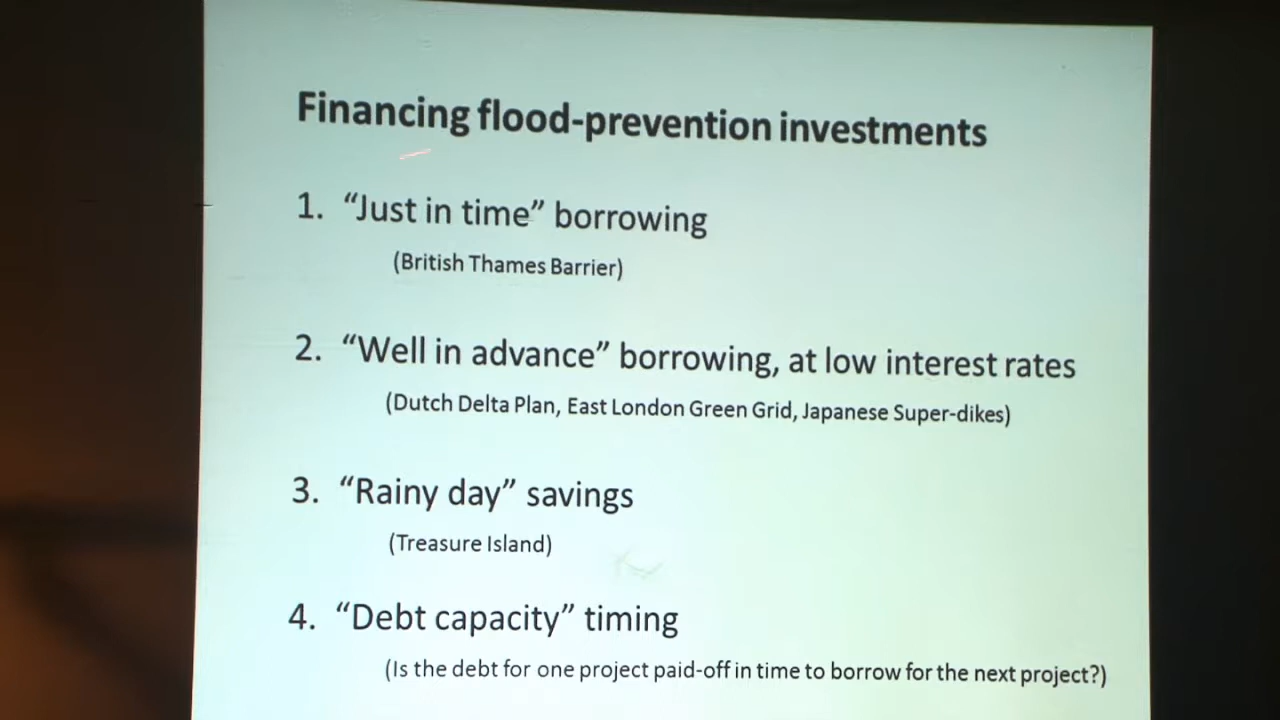 Financing flood-prevention investments
1. “Just in time” borrowing
(British Thames Barrier)
2. “Well in advance” borrowing, at low interest rates
(Dutch Delta Plan, East London Green Grid, Japanese Super-dikes)
3. “Rainy day” savings
(Treasure Island)
4. “Debt capacity” timing
(Is the debt for one project paid-off in time to borrow for the next project?)